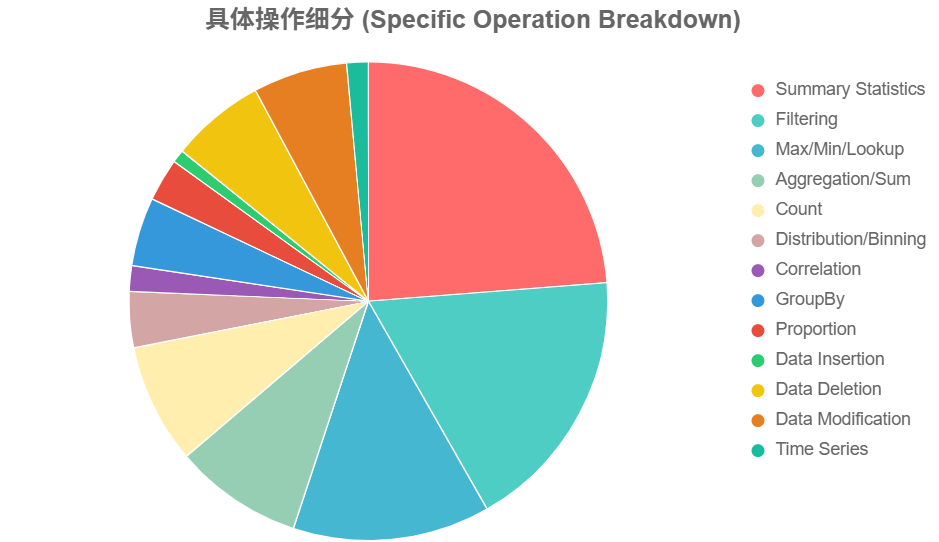 具体操作细分 (Specific Operation Breakdown)
Summary Statistics
Filtering
Max/Min/Lookup
Aggregation/Sum
Count
Distribution/Binning
Correlation
GroupBy
Proportion
Data Insertion
Data Deletion
Data Modification
Time Series